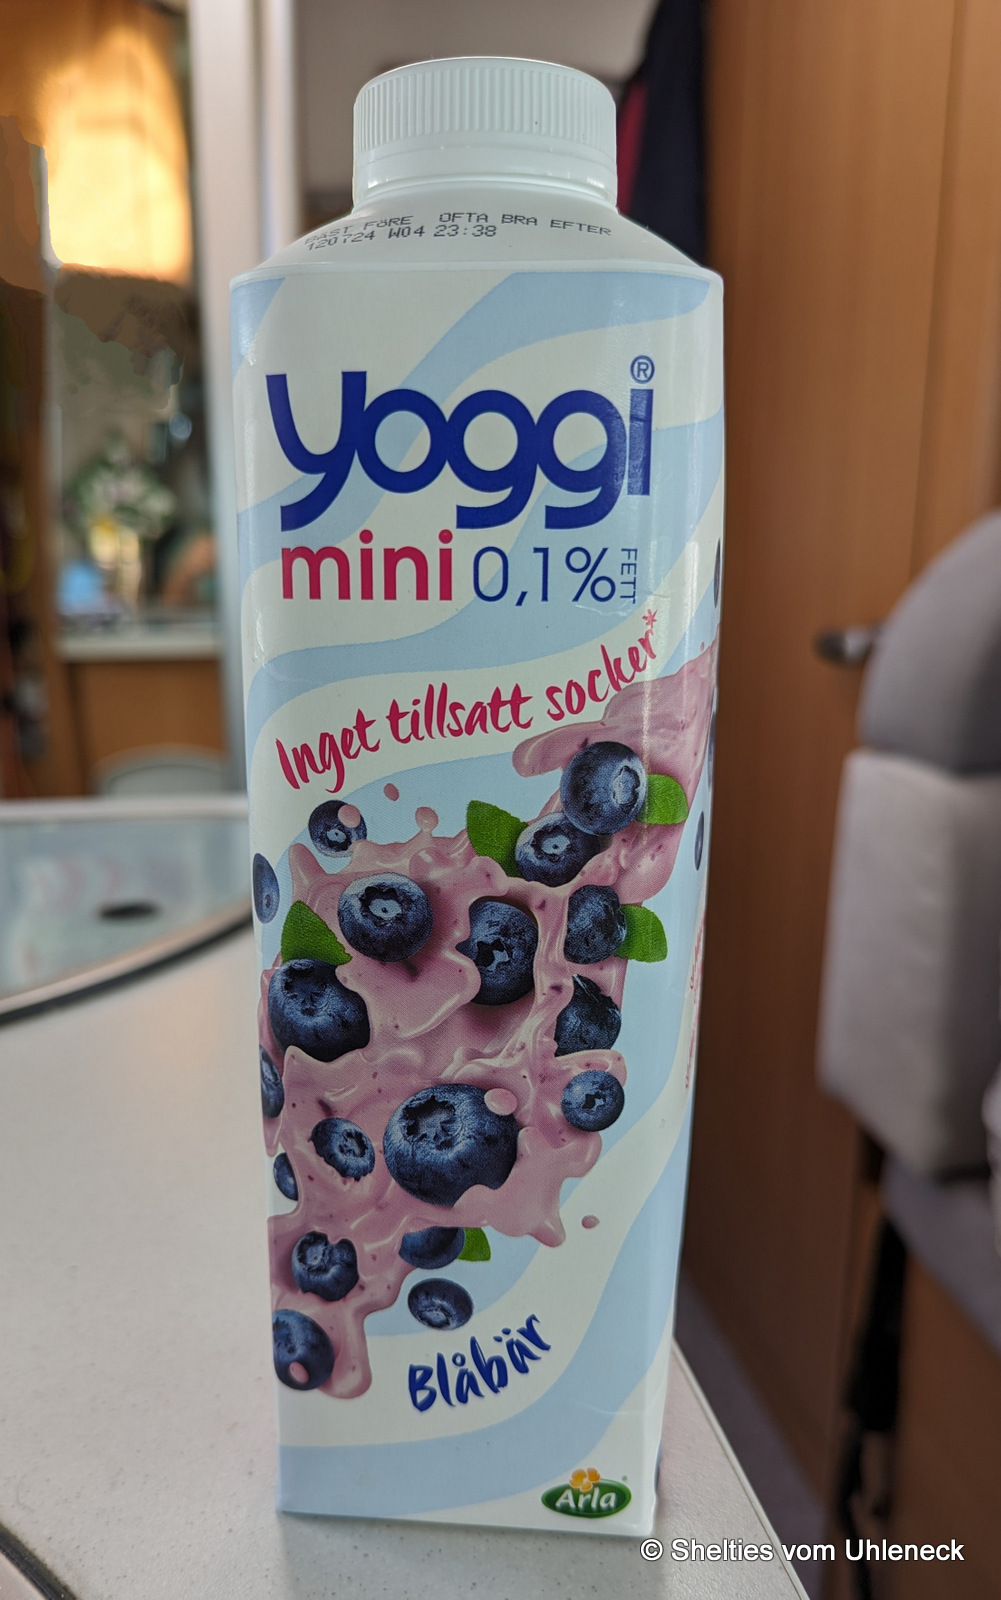 BÄST FÖRE OFTA BRA EFTER
120724 W04 23:38
yoggi®
mini 0,1% FETT
Inget tillsatt socker*
Blåbär
Arla
© Shelties vom Uhleneck